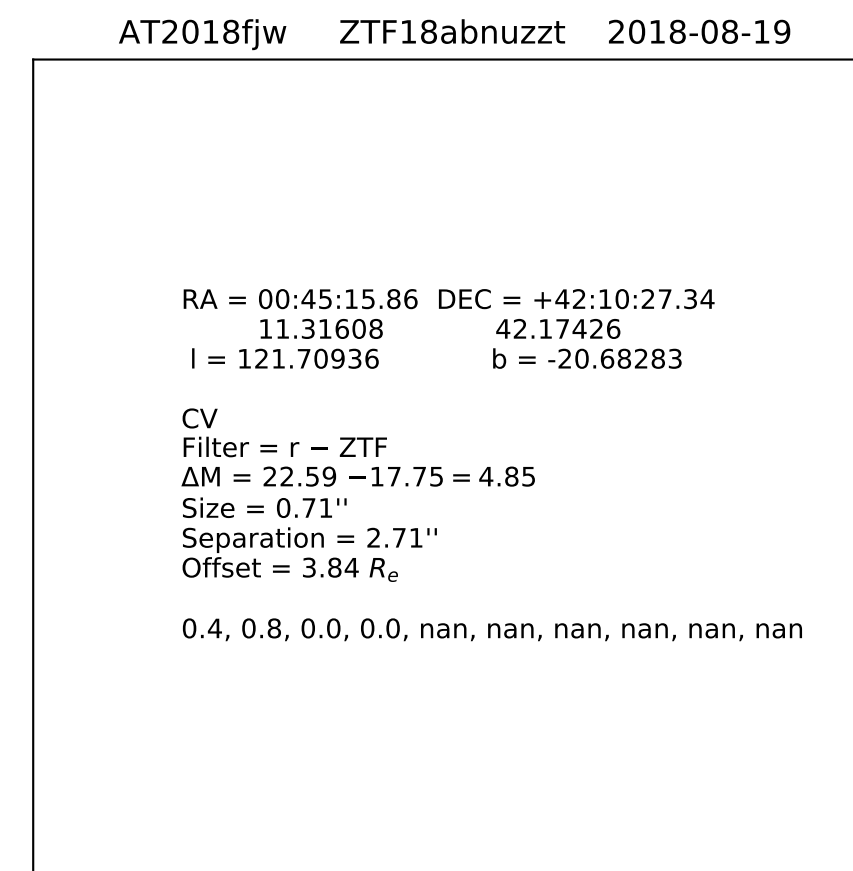 AT2018fjw ZTF18abnuzzt 2018-08-19
RA = 00:45:15.86 DEC = +42:10:27.34
11.31608 42.17426
l = 121.70936 b = -20.68283
CV
Filter = r − ZTF
ΔM = 22.59 −17.75 = 4.85
Size = 0.71''
Separation = 2.71''
Offset = 3.84 Rₑ
0.4, 0.8, 0.0, 0.0, nan, nan, nan, nan, nan, nan